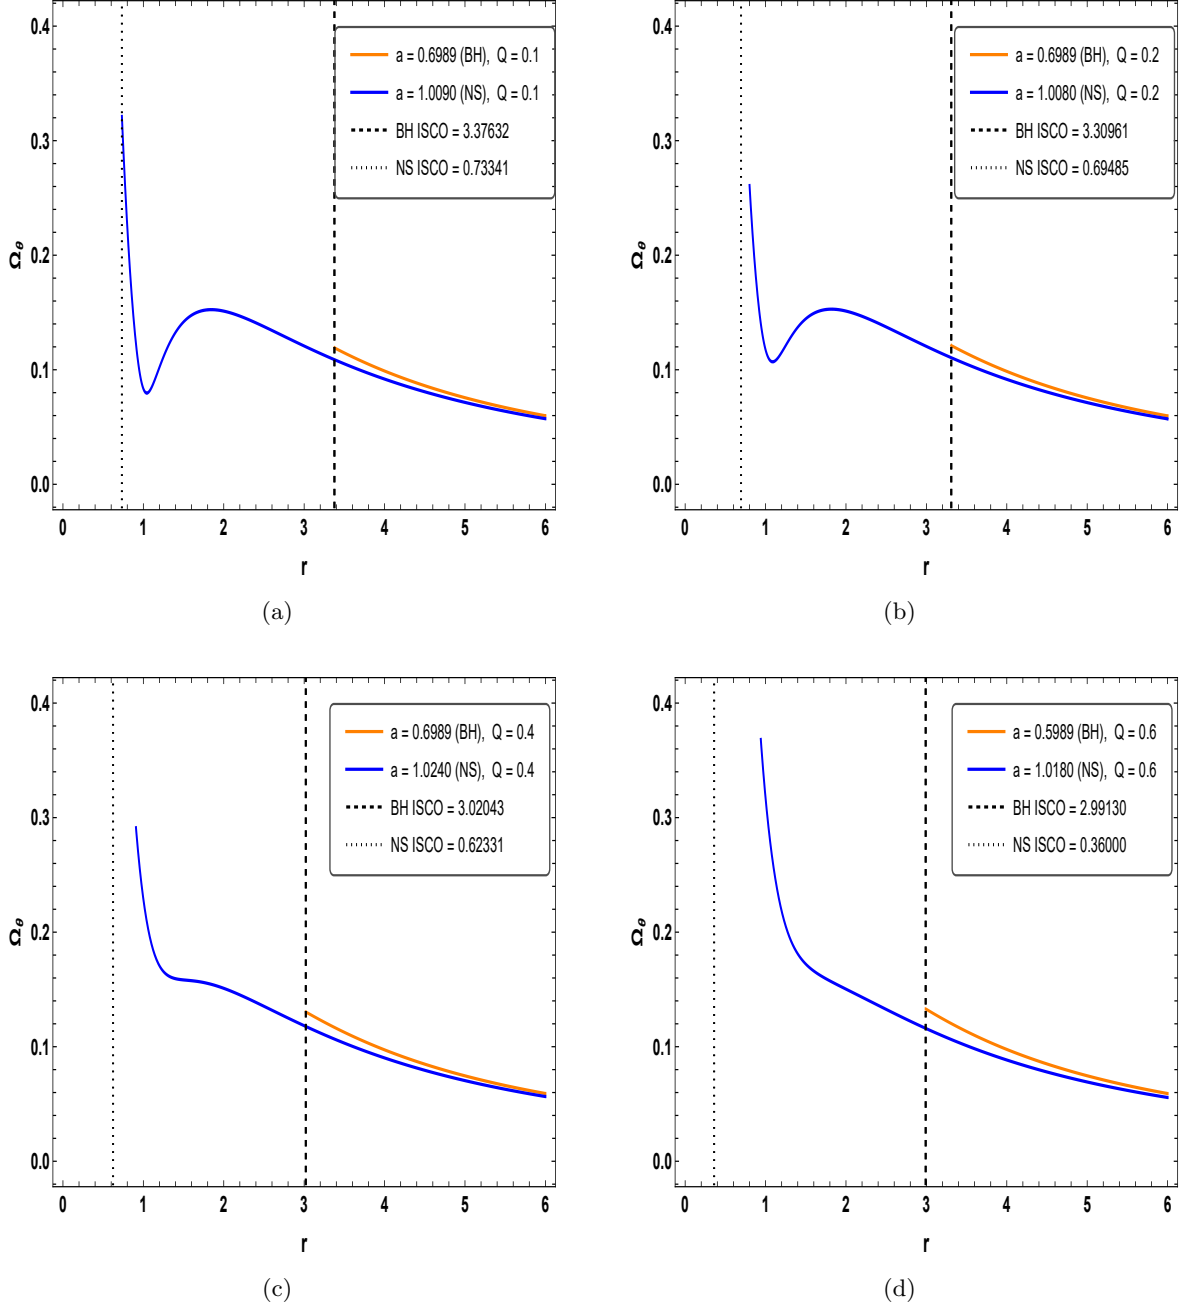 0.4
0.3
0.2
0.1
0.0
Ωθ
0 1 2 3 4 5 6
r
a = 0.6989 (BH), Q = 0.1
a = 1.0090 (NS), Q = 0.1
BH ISCO = 3.37632
NS ISCO = 0.73341
(a)
0.4
0.3
0.2
0.1
0.0
Ωθ
0 1 2 3 4 5 6
r
a = 0.6989 (BH), Q = 0.2
a = 1.0080 (NS), Q = 0.2
BH ISCO = 3.30961
NS ISCO = 0.69485
(b)
0.4
0.3
0.2
0.1
0.0
Ωθ
0 1 2 3 4 5 6
r
a = 0.6989 (BH), Q = 0.4
a = 1.0240 (NS), Q = 0.4
BH ISCO = 3.02043
NS ISCO = 0.62331
(c)
0.4
0.3
0.2
0.1
0.0
Ωθ
0 1 2 3 4 5 6
r
a = 0.5989 (BH), Q = 0.6
a = 1.0180 (NS), Q = 0.6
BH ISCO = 2.99130
NS ISCO = 0.36000
(d)